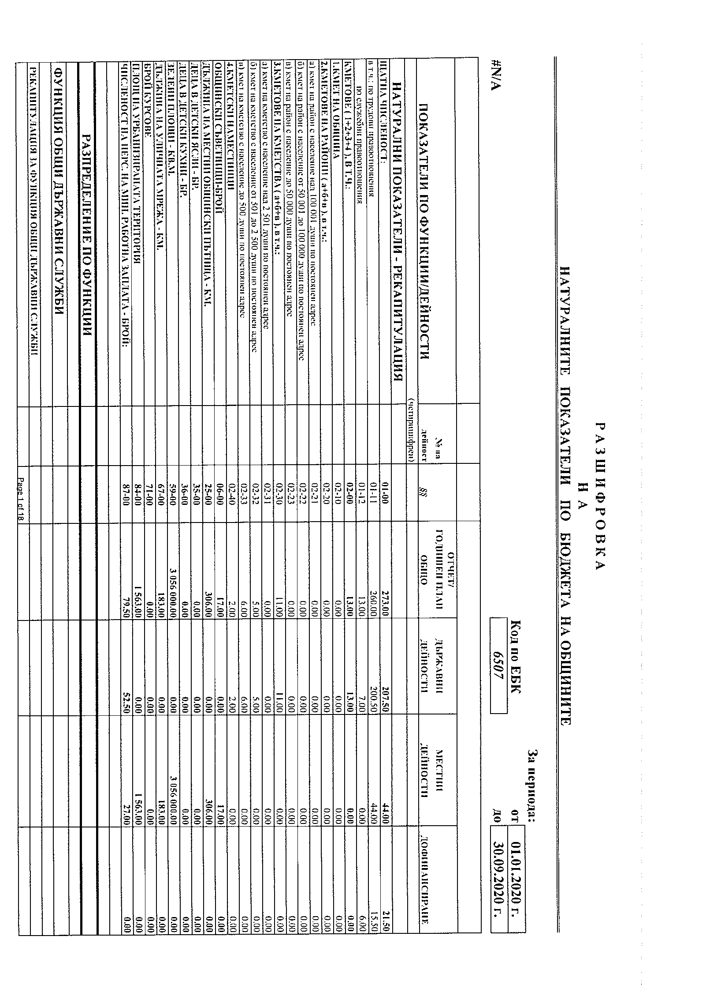 Р А З Ш И Ф Р О В К А
Н А
НАТУРАЛНИТЕ ПОКАЗАТЕЛИ ПО БЮДЖЕТА НА ОБЩИНИТЕ
За периода:
Код по ЕБК от 01.01.2020 г.
#N/A 6507 до 30.09.2020 г.
ОТЧЕТ/
№ на ГОДИШЕН ПЛАН ДЪРЖАВНИ МЕСТНИ
ПОКАЗАТЕЛИ ПО ФУНКЦИИ/ДЕЙНОСТИ дейност §§ ОБЩО ДЕЙНОСТИ ДЕЙНОСТИ ДОФИНАНСИРАНЕ
(четирицифрен)
НАТУРАЛНИ ПОКАЗАТЕЛИ - РЕКАПИТУЛАЦИЯ
ЩАТНА ЧИСЛЕНОСТ: 01-00 273.00 207.50 44.00 21.50
в т.ч.: по трудови правоотношения 01-11 260.00 200.50 44.00 15.50
по служебни правоотношения 01-12 13.00 7.00 0.00 6.00
КМЕТОВЕ ( 1+2+3+4 ), В Т.Ч.: 02-00 13.00 13.00 0.00 0.00
1.КМЕТ НА ОБЩИНА 02-10 0.00 0.00 0.00 0.00
2.КМЕТОВЕ НА РАЙОНИ ( а+б+в ), в т.ч.: 02-20 0.00 0.00 0.00 0.00
а) кмет на район с население над 100 001 души по постоянен адрес 02-21 0.00 0.00 0.00 0.00
б) кмет на район с население от 50 001 до 100 000 души по постоянен адрес 02-22 0.00 0.00 0.00 0.00
в) кмет на район с население до 50 000 души по постоянен адрес 02-23 0.00 0.00 0.00 0.00
3.КМЕТОВЕ НА КМЕТСТВА ( а+б+в ), в т.ч.: 02-30 11.00 11.00 0.00 0.00
а) кмет на кметство с население над 2 501 души по постоянен адрес 02-31 0.00 0.00 0.00 0.00
б) кмет на кметство с население от 501 до 2 500 души по постоянен адрес 02-32 5.00 5.00 0.00 0.00
в) кмет на кметство с население до 500 души по постоянен адрес 02-33 6.00 6.00 0.00 0.00
4.КМЕТСКИ НАМЕСТНИЦИ 02-40 2.00 2.00 0.00 0.00
ОБЩИНСКИ СЪВЕТНИЦИ-БРОЙ 06-00 17.00 0.00 17.00 0.00
ДЪЛЖИНА НА МЕСТНИ ОБЩИНСКИ ПЪТИЩА - КМ. 25-00 306.00 0.00 306.00 0.00
ДЕЦА В ДЕТСКИ ЯСЛИ - БР. 35-00 0.00 0.00 0.00 0.00
ДЕЦА В ДЕТСКИ КУХНИ - БР. 36-00 0.00 0.00 0.00 0.00
ЗЕЛЕНИ ПЛОЩИ - КВ.М. 59-00 3 056 000.00 0.00 3 056 000.00 0.00
ДЪЛЖИНА НА УЛИЧНАТА МРЕЖА - КМ. 67-00 183.00 0.00 183.00 0.00
БРОЙ КУРСОВЕ 71-00 0.00 0.00 0.00 0.00
ПЛОЩ НА УРБАНИЗИРАНАТА ТЕРИТОРИЯ 84-00 1 563.00 0.00 1 563.00 0.00
ЧИСЛЕНОСТ НА ПЕРС. НА МИН. РАБОТНА ЗАПЛАТА - БРОЙ: 87-00 79.50 52.50 27.00 0.00
РАЗПРЕДЕЛЕНИЕ ПО ФУНКЦИИ
ФУНКЦИЯ ОБЩИ ДЪРЖАВНИ СЛУЖБИ
РЕКАПИТУЛАЦИЯ ЗА ФУНКЦИЯ ОБЩИ ДЪРЖАВНИ СЛУЖБИ
Page 1 of 18